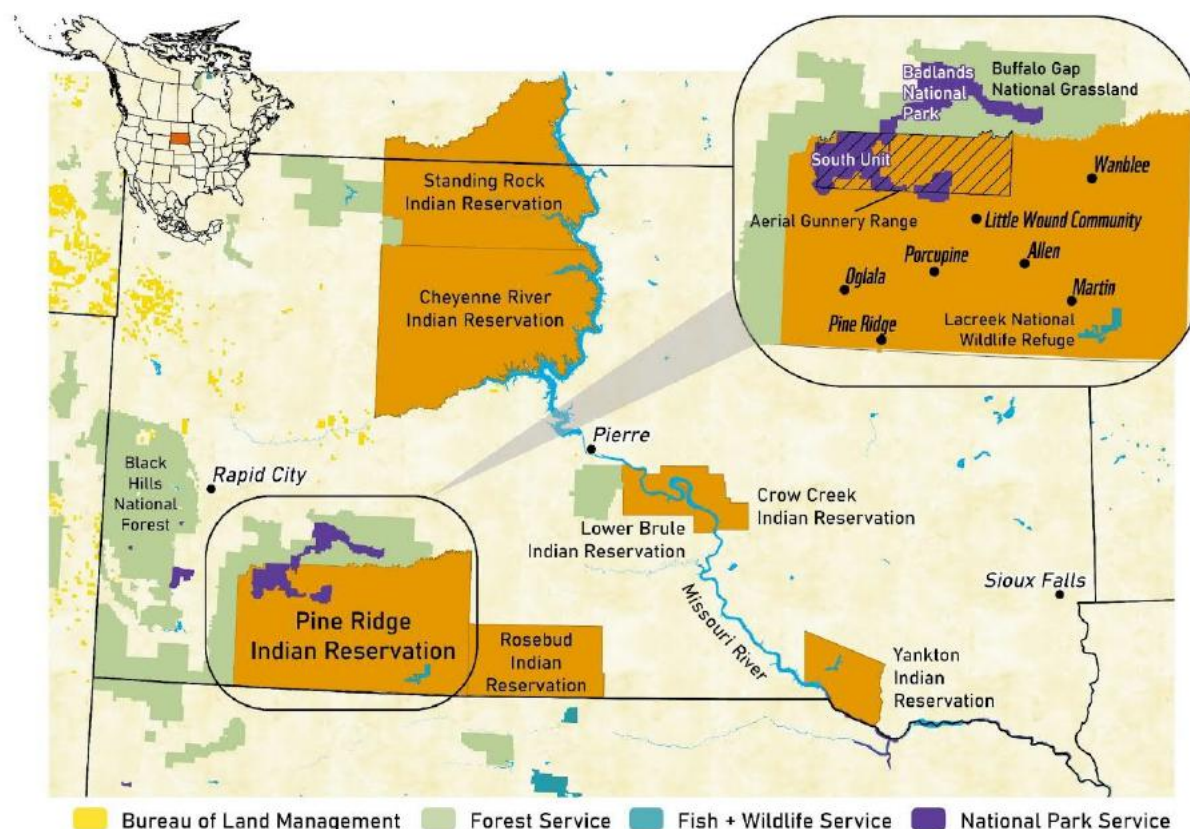 Badlands
National
Park
Buffalo Gap
National Grassland
South Unit
Wanblee
Aerial Gunnery Range
Little Wound Community
Porcupine
Allen
Oglala
Martin
Pine Ridge
Lacreek National
Wildlife Refuge
Standing Rock
Indian Reservation
Cheyenne River
Indian Reservation
Pierre
Black
Hills
National
Forest
Rapid City
Crow Creek
Indian Reservation
Lower Brule
Indian Reservation
Missouri River
Sioux Falls
Pine Ridge
Indian Reservation
Rosebud
Indian
Reservation
Yankton
Indian
Reservation
Bureau of Land Management
Forest Service
Fish + Wildlife Service
National Park Service